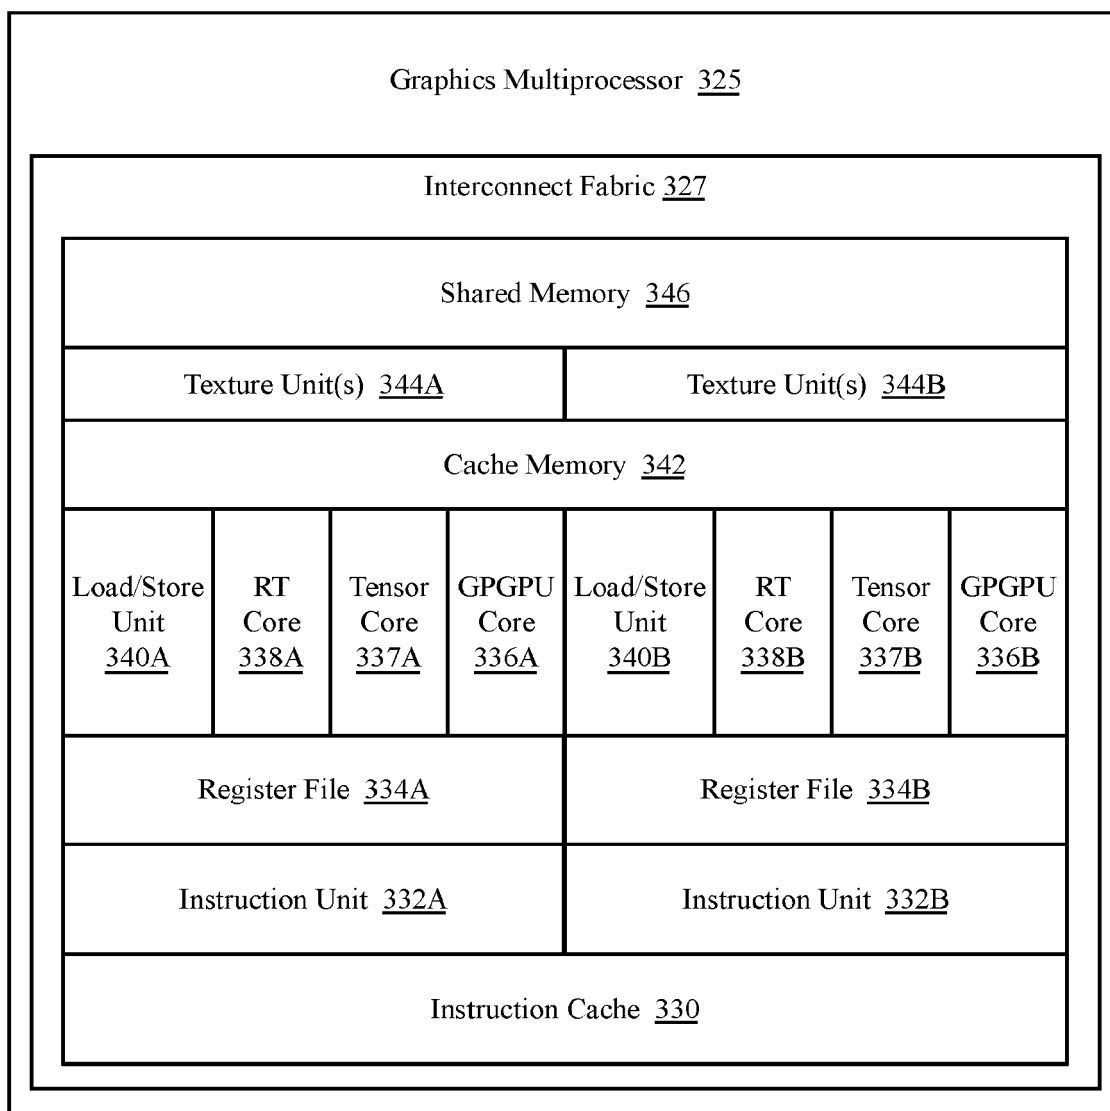 Graphics Multiprocessor 325
Interconnect Fabric 327
Shared Memory 346
Texture Unit(s) 344A
Texture Unit(s) 344B
Cache Memory 342
Load/Store
Unit
340A
RT
Core
338A
Tensor
Core
337A
GPGPU
Core
336A
Load/Store
Unit
340B
RT
Core
338B
Tensor
Core
337B
GPGPU
Core
336B
Register File 334A
Register File 334B
Instruction Unit 332A
Instruction Unit 332B
Instruction Cache 330